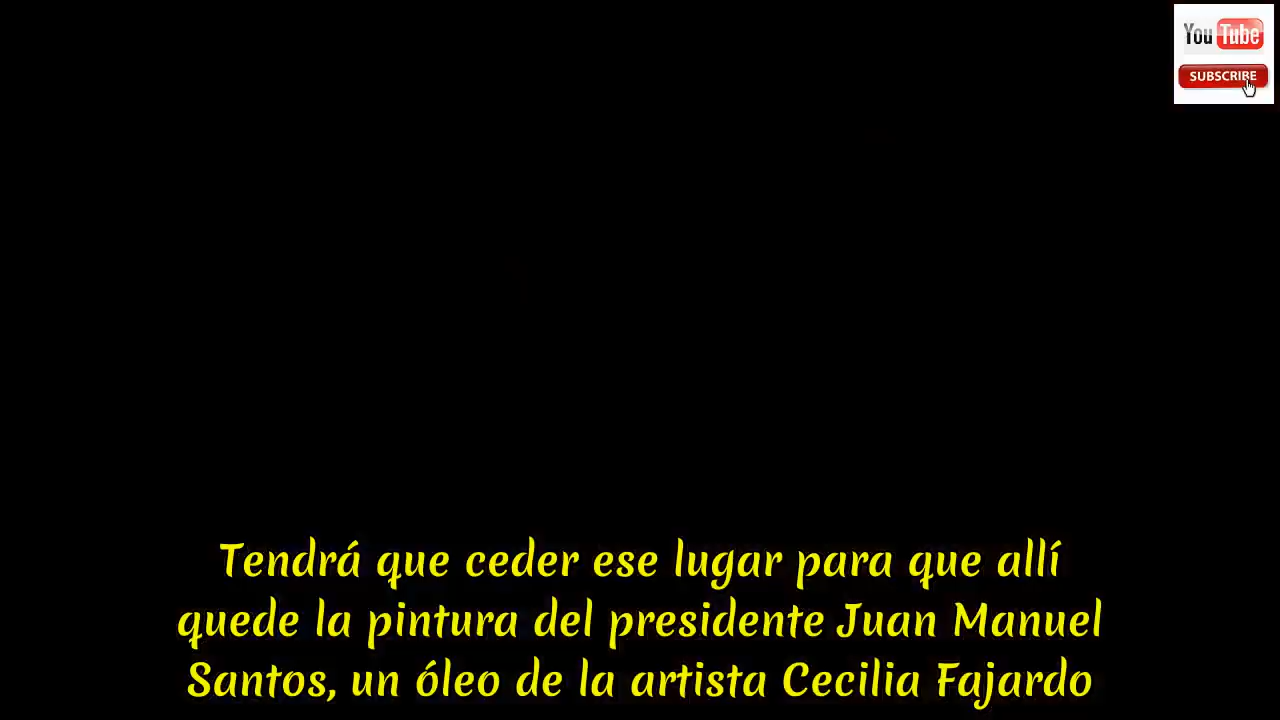 You Tube
SUBSCRIBE
Tendrá que ceder ese lugar para que allí
quede la pintura del presidente Juan Manuel
Santos, un óleo de la artista Cecilia Fajardo